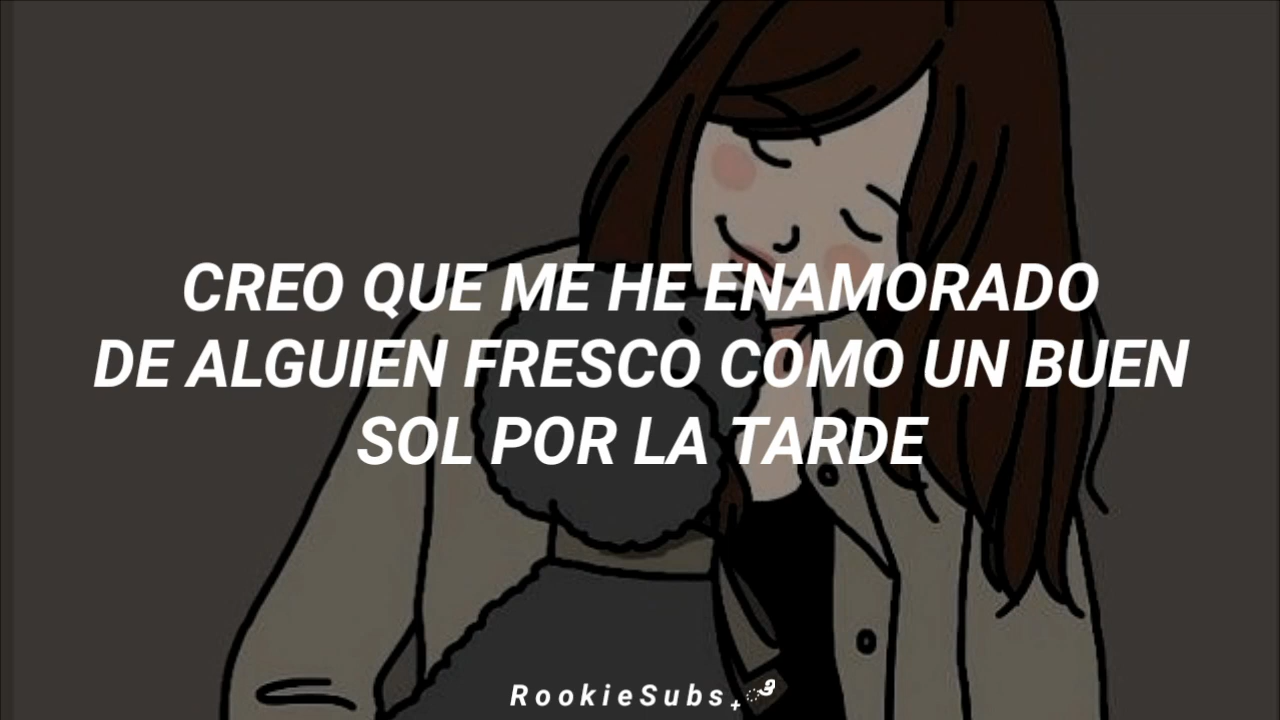 CREO QUE ME HE ENAMORADO
DE ALGUIEN FRESCO COMO UN BUEN
SOL POR LA TARDE
RookieSubs